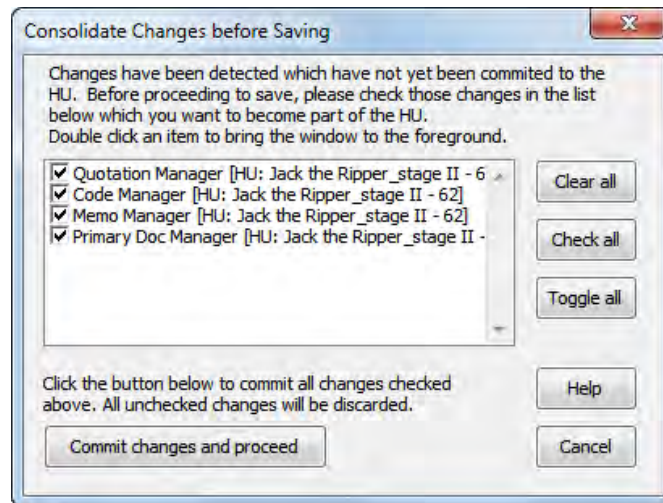 Consolidate Changes before Saving
Changes have been detected which have not yet been commited to the
HU. Before proceeding to save, please check those changes in the list
below which you want to become part of the HU.
Double click an item to bring the window to the foreground.
Quotation Manager [HU: Jack the Ripper_stage II - 6
Code Manager [HU: Jack the Ripper_stage II - 62]
Memo Manager [HU: Jack the Ripper_stage II - 62]
Primary Doc Manager [HU: Jack the Ripper_stage II -
Clear all
Check all
Toggle all
Click the button below to commit all changes checked
above. All unchecked changes will be discarded.
Help
Commit changes and proceed
Cancel